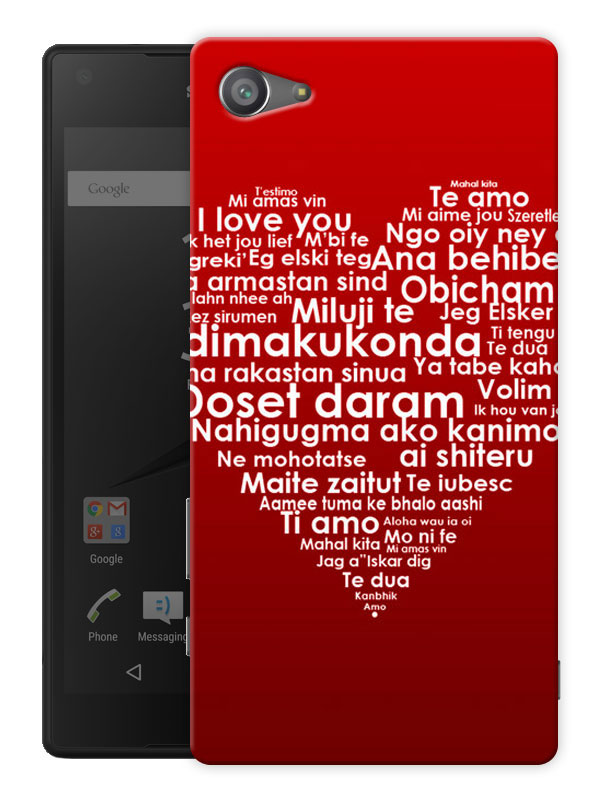 Google
Google
Phone
Messaging
T'estimo
Mi amas vin
I love you
k het jou lief
M'bi fe
greki'
Eg elski teg
a armastan sind
lahn nhee ah
ez sirumen
Miluji te
dimakukonda
na rakastan sinua
Mahal kita
Te amo
Mi aime jou
Szeretle
Ngo oiy ney
Ana behibe
Obicham
Jeg Elsker
Ti tengu
Te dua
Ya tabe kaha
Doset daram
Volim
Ik hou van jo
Nahigugma ako kanima
Ne mohotatse
ai shiteru
Maite zaitut
Te iubesc
Aamee tuma ke bhalo aashi
Ti amo
Aloha wau ia oi
Mo ni fe
Mahal kita
Mi amas vin
Jag a"Iskar dig
Te dua
Kanbhik
Amo